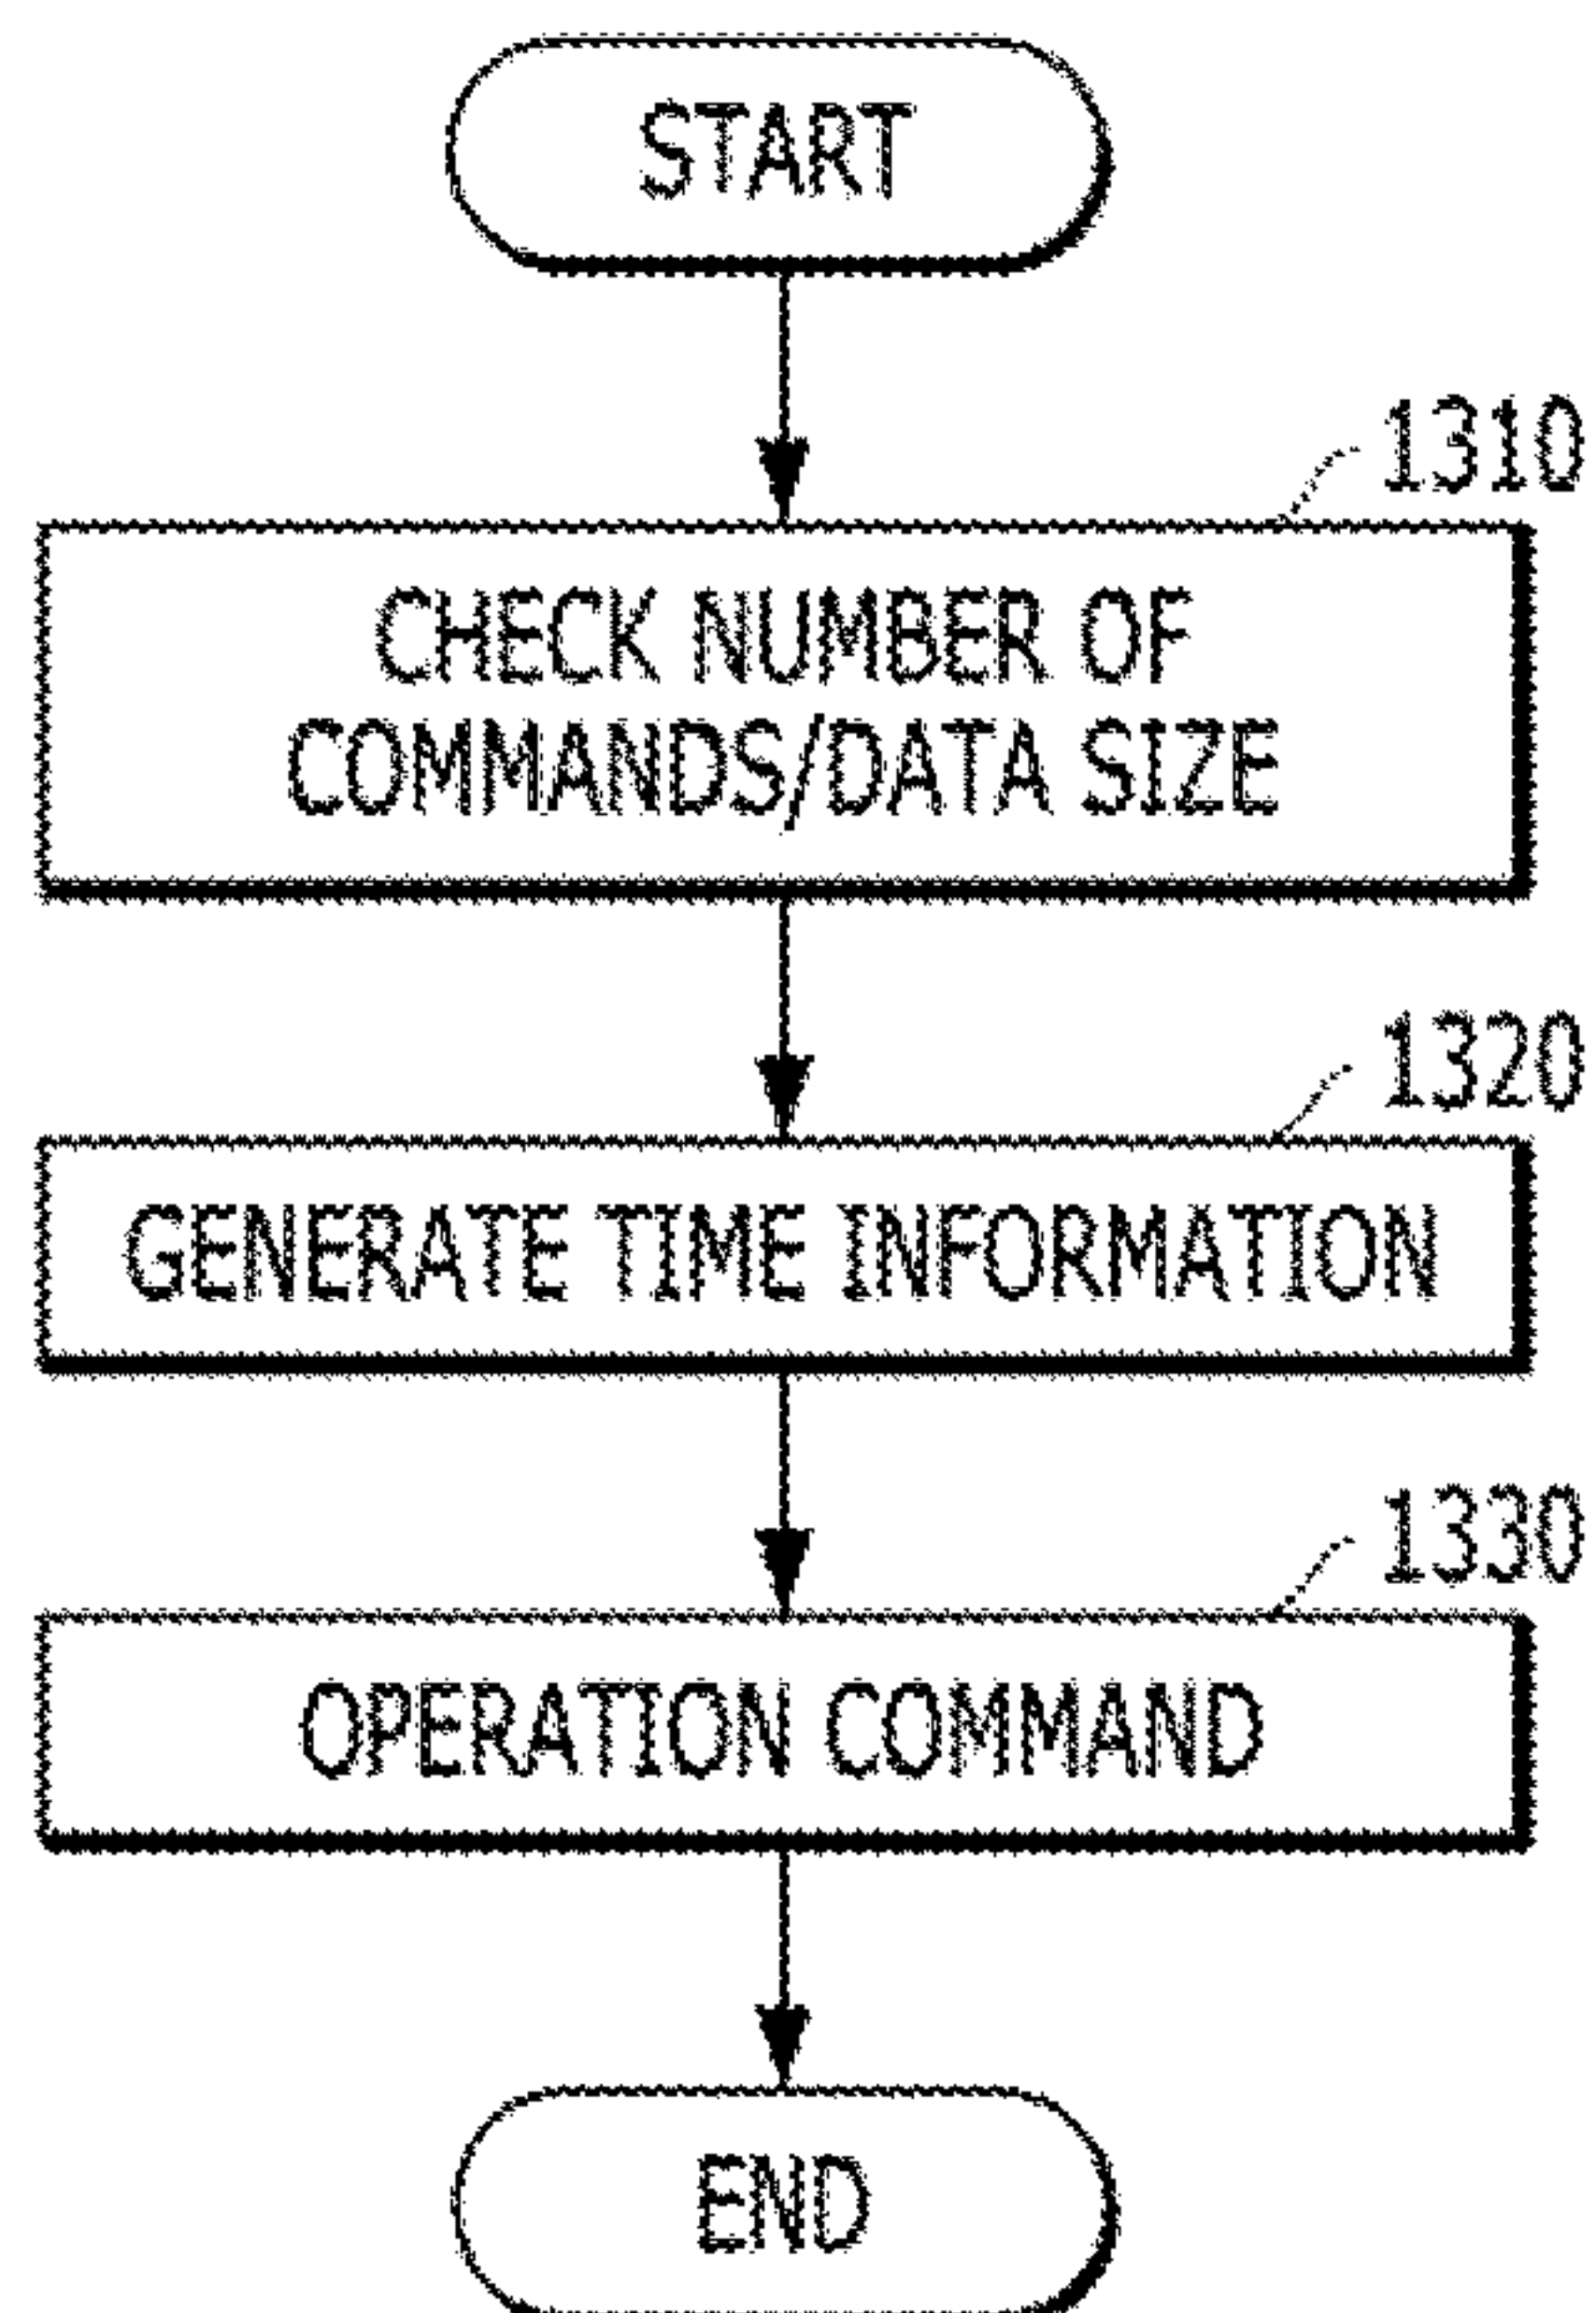 START
1310
CHECK NUMBER OF
COMMANDS/DATA SIZE
1320
GENERATE TIME INFORMATION
1330
OPERATION COMMAND
END